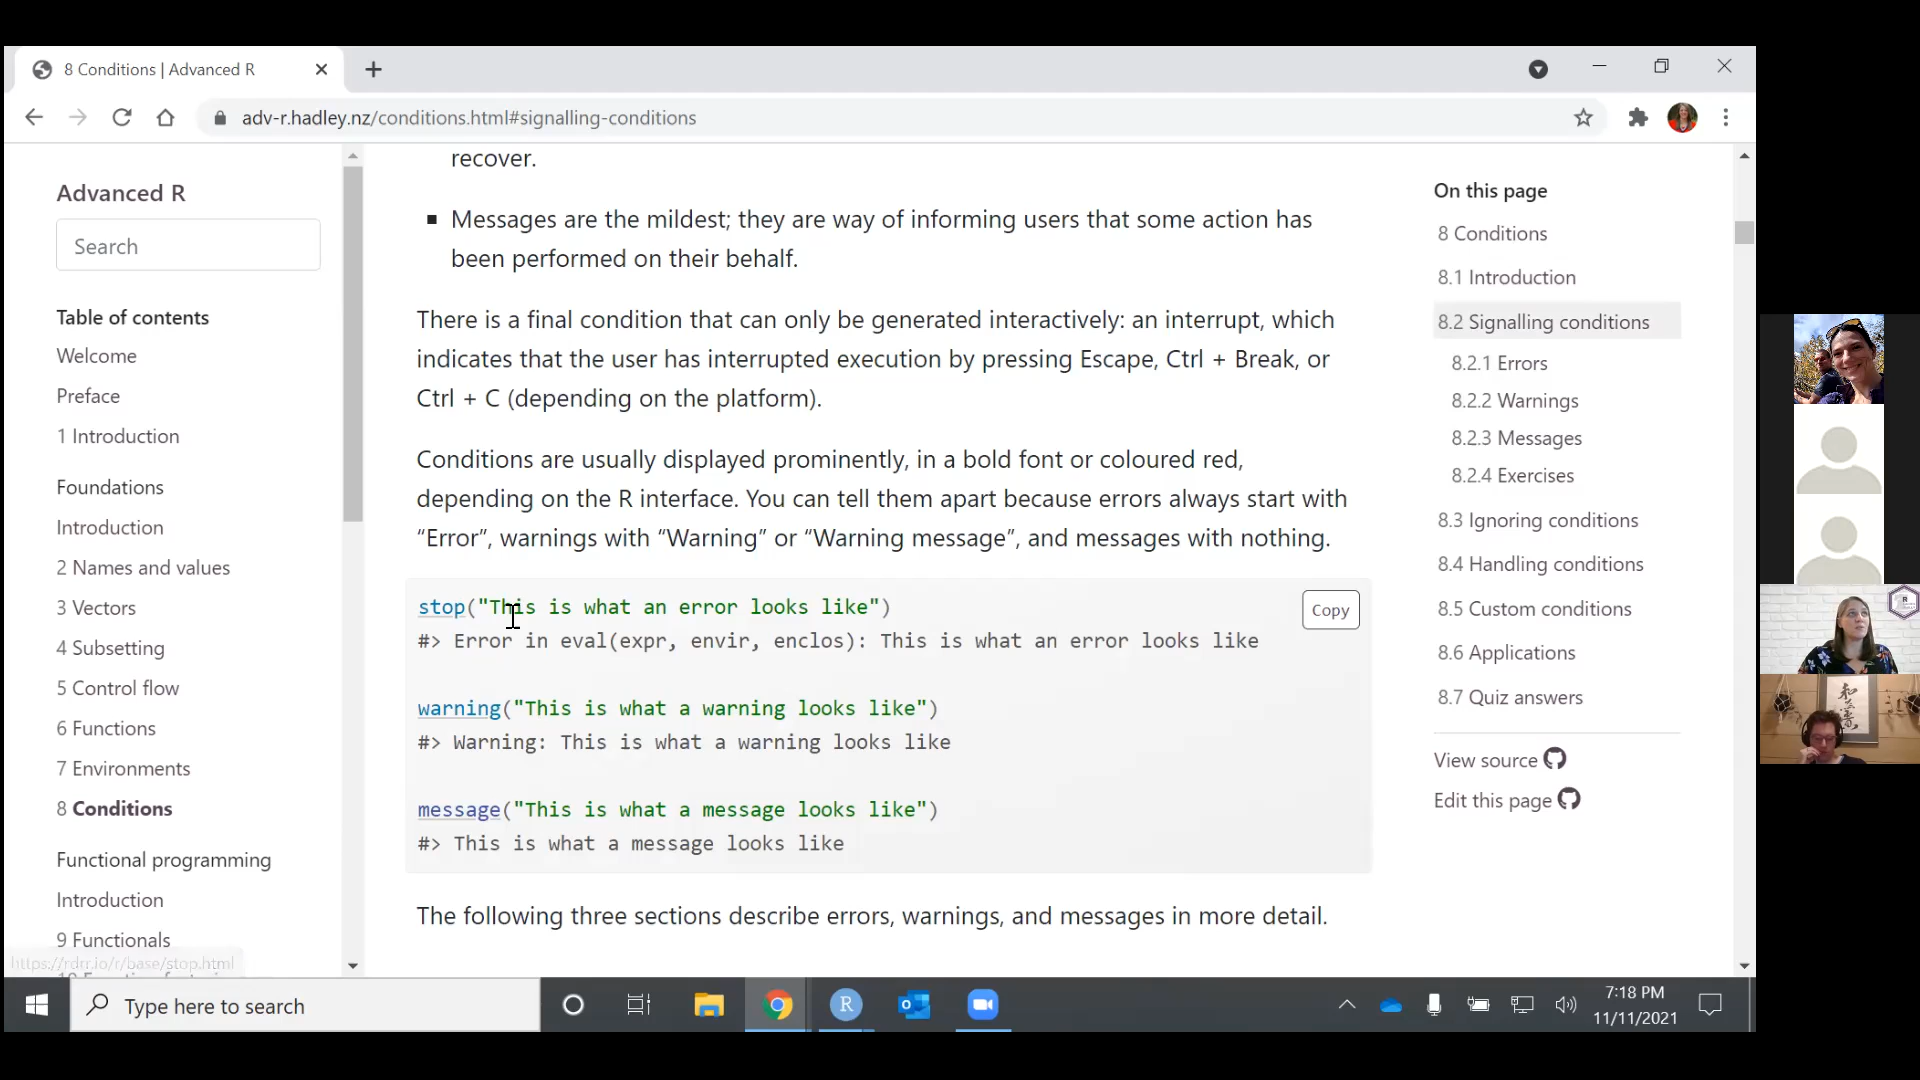 8 Conditions | Advanced R
adv-r.hadley.nz/conditions.html#signalling-conditions
Advanced R
Search
Table of contents
Welcome
Preface
1 Introduction
Foundations
Introduction
2 Names and values
3 Vectors
4 Subsetting
5 Control flow
6 Functions
7 Environments
8 Conditions
Functional programming
Introduction
9 Functionals
https://rdrr.io/r/base/stop.html
recover.
Messages are the mildest; they are way of informing users that some action has
been performed on their behalf.
There is a final condition that can only be generated interactively: an interrupt, which
indicates that the user has interrupted execution by pressing Escape, Ctrl + Break, or
Ctrl + C (depending on the platform).
Conditions are usually displayed prominently, in a bold font or coloured red,
depending on the R interface. You can tell them apart because errors always start with
“Error”, warnings with “Warning” or “Warning message”, and messages with nothing.
stop("This is what an error looks like")
Copy
#> Error in eval(expr, envir, enclos): This is what an error looks like
warning("This is what a warning looks like")
#> Warning: This is what a warning looks like
message("This is what a message looks like")
#> This is what a message looks like
The following three sections describe errors, warnings, and messages in more detail.
On this page
8 Conditions
8.1 Introduction
8.2 Signalling conditions
8.2.1 Errors
8.2.2 Warnings
8.2.3 Messages
8.2.4 Exercises
8.3 Ignoring conditions
8.4 Handling conditions
8.5 Custom conditions
8.6 Applications
8.7 Quiz answers
View source
Edit this page
Type here to search
R
7:18 PM
11/11/2021